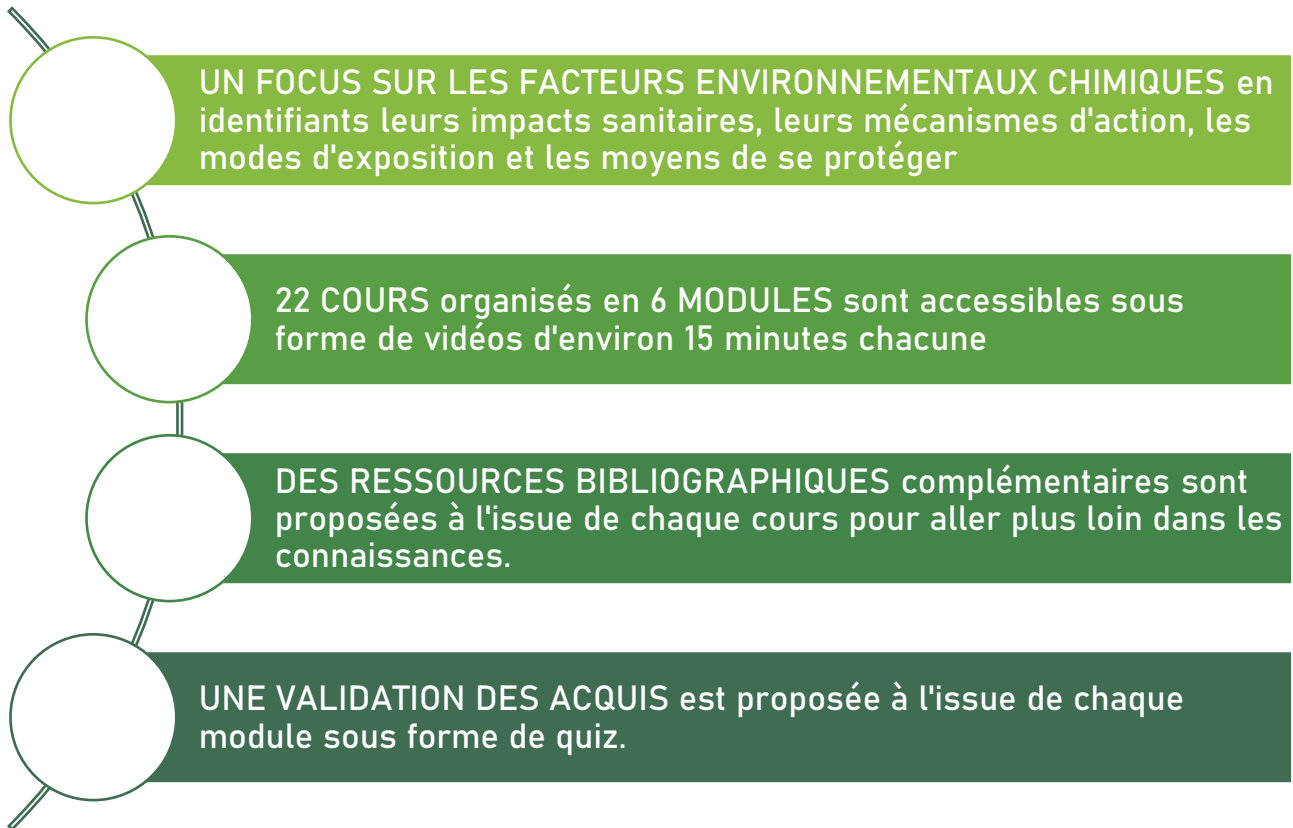 UN FOCUS SUR LES FACTEURS ENVIRONNEMENTAUX CHIMIQUES en
identifiants leurs impacts sanitaires, leurs mécanismes d'action, les
modes d'exposition et les moyens de se protéger
22 COURS organisés en 6 MODULES sont accessibles sous
forme de vidéos d'environ 15 minutes chacune
DES RESSOURCES BIBLIOGRAPHIQUES complémentaires sont
proposées à l'issue de chaque cours pour aller plus loin dans les
connaissances.
UNE VALIDATION DES ACQUIS est proposée à l'issue de chaque
module sous forme de quiz.